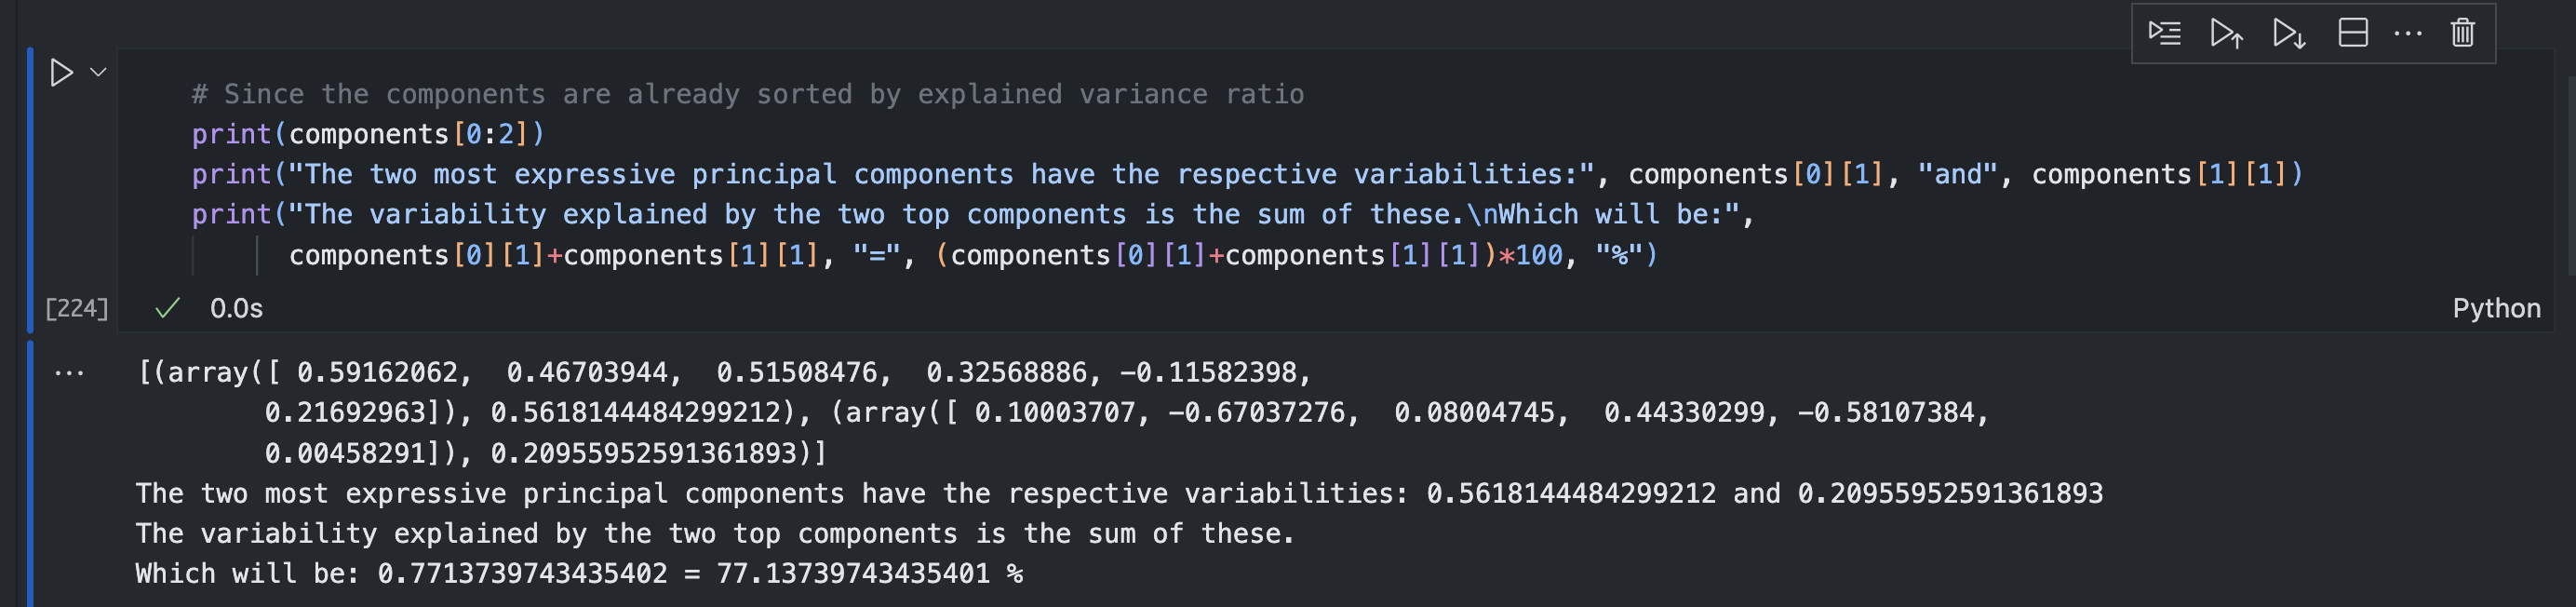 # Since the components are already sorted by explained variance ratio
print(components[0:2])
print("The two most expressive principal components have the respective variabilities:", components[0][1], "and", components[1][1])
print("The variability explained by the two top components is the sum of these.\nWhich will be:",
components[0][1]+components[1][1], "=", (components[0][1]+components[1][1])*100, "%")
[224] 0.0s Python
[(array([ 0.59162062,  0.46703944,  0.51508476,  0.32568886, -0.11582398,
0.21692963]), 0.5618144484299212), (array([ 0.10003707, -0.67037276,  0.08004745,  0.44330299, -0.58107384,
0.00458291]), 0.20955952591361893)]
The two most expressive principal components have the respective variabilities: 0.5618144484299212 and 0.20955952591361893
The variability explained by the two top components is the sum of these.
Which will be: 0.7713739743435402 = 77.13739743435401 %